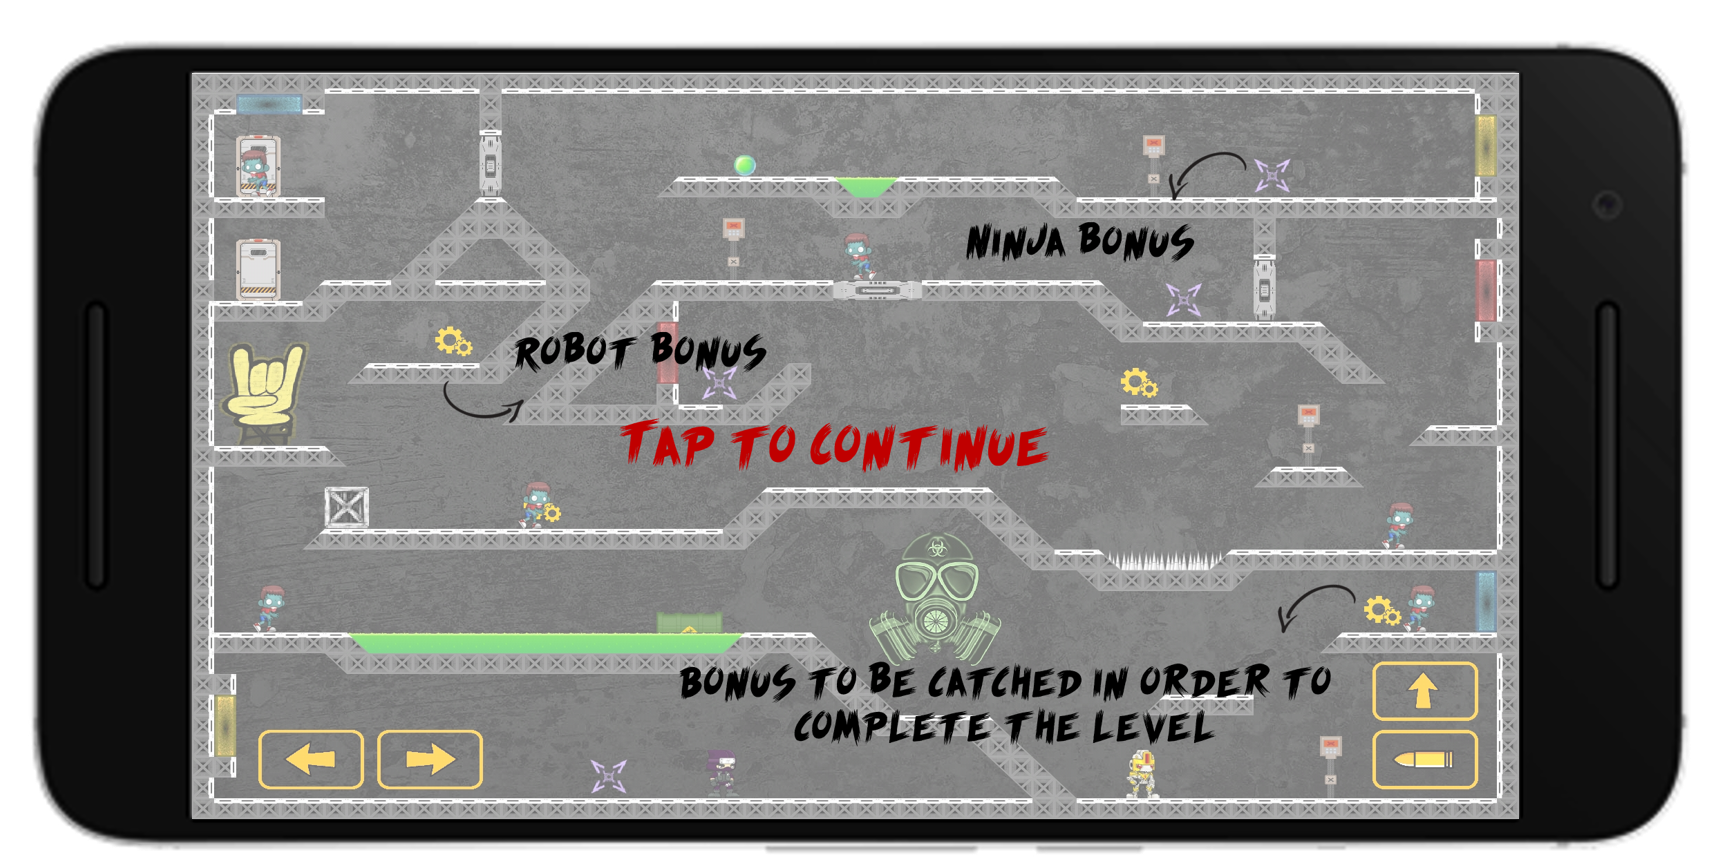 NINJA BONUS
ROBOT BONUS
TAP TO CONTINUE
BONUS TO BE CATCHED IN ORDER TO
COMPLETE THE LEVEL